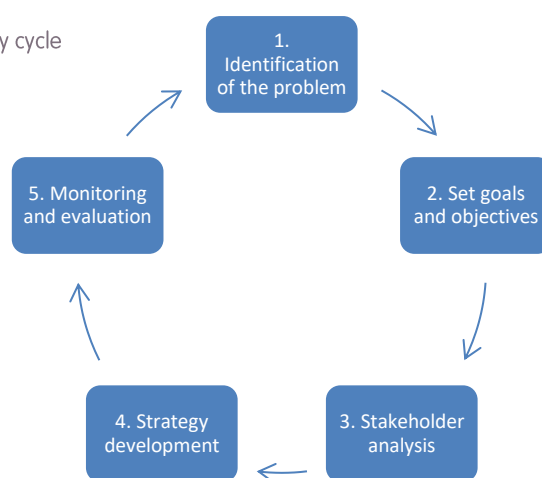 y cycle
1.
Identification
of the problem
2. Set goals
and objectives
3. Stakeholder
analysis
4. Strategy
development
5. Monitoring
and evaluation